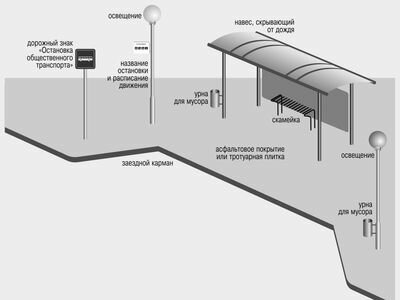 освещение
навес, скрывающий
от дождя
дорожный знак
«Остановка
общественного
транспорта»
название
остановки
и расписание
движения
урна
для мусора
скамейка
асфальтовое покрытие
или тротуарная плитка
освещение
заездной карман
урна
для мусора